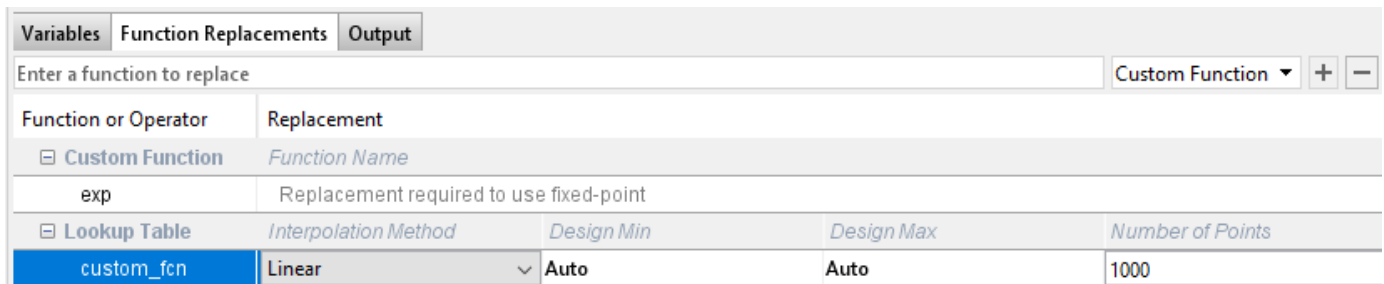 Variables Function Replacements Output
Enter a function to replace Custom Function
Function or Operator Replacement
Custom Function Function Name
exp Replacement required to use fixed-point
Lookup Table Interpolation Method Design Min Design Max Number of Points
custom_fcn Linear Auto Auto 1000